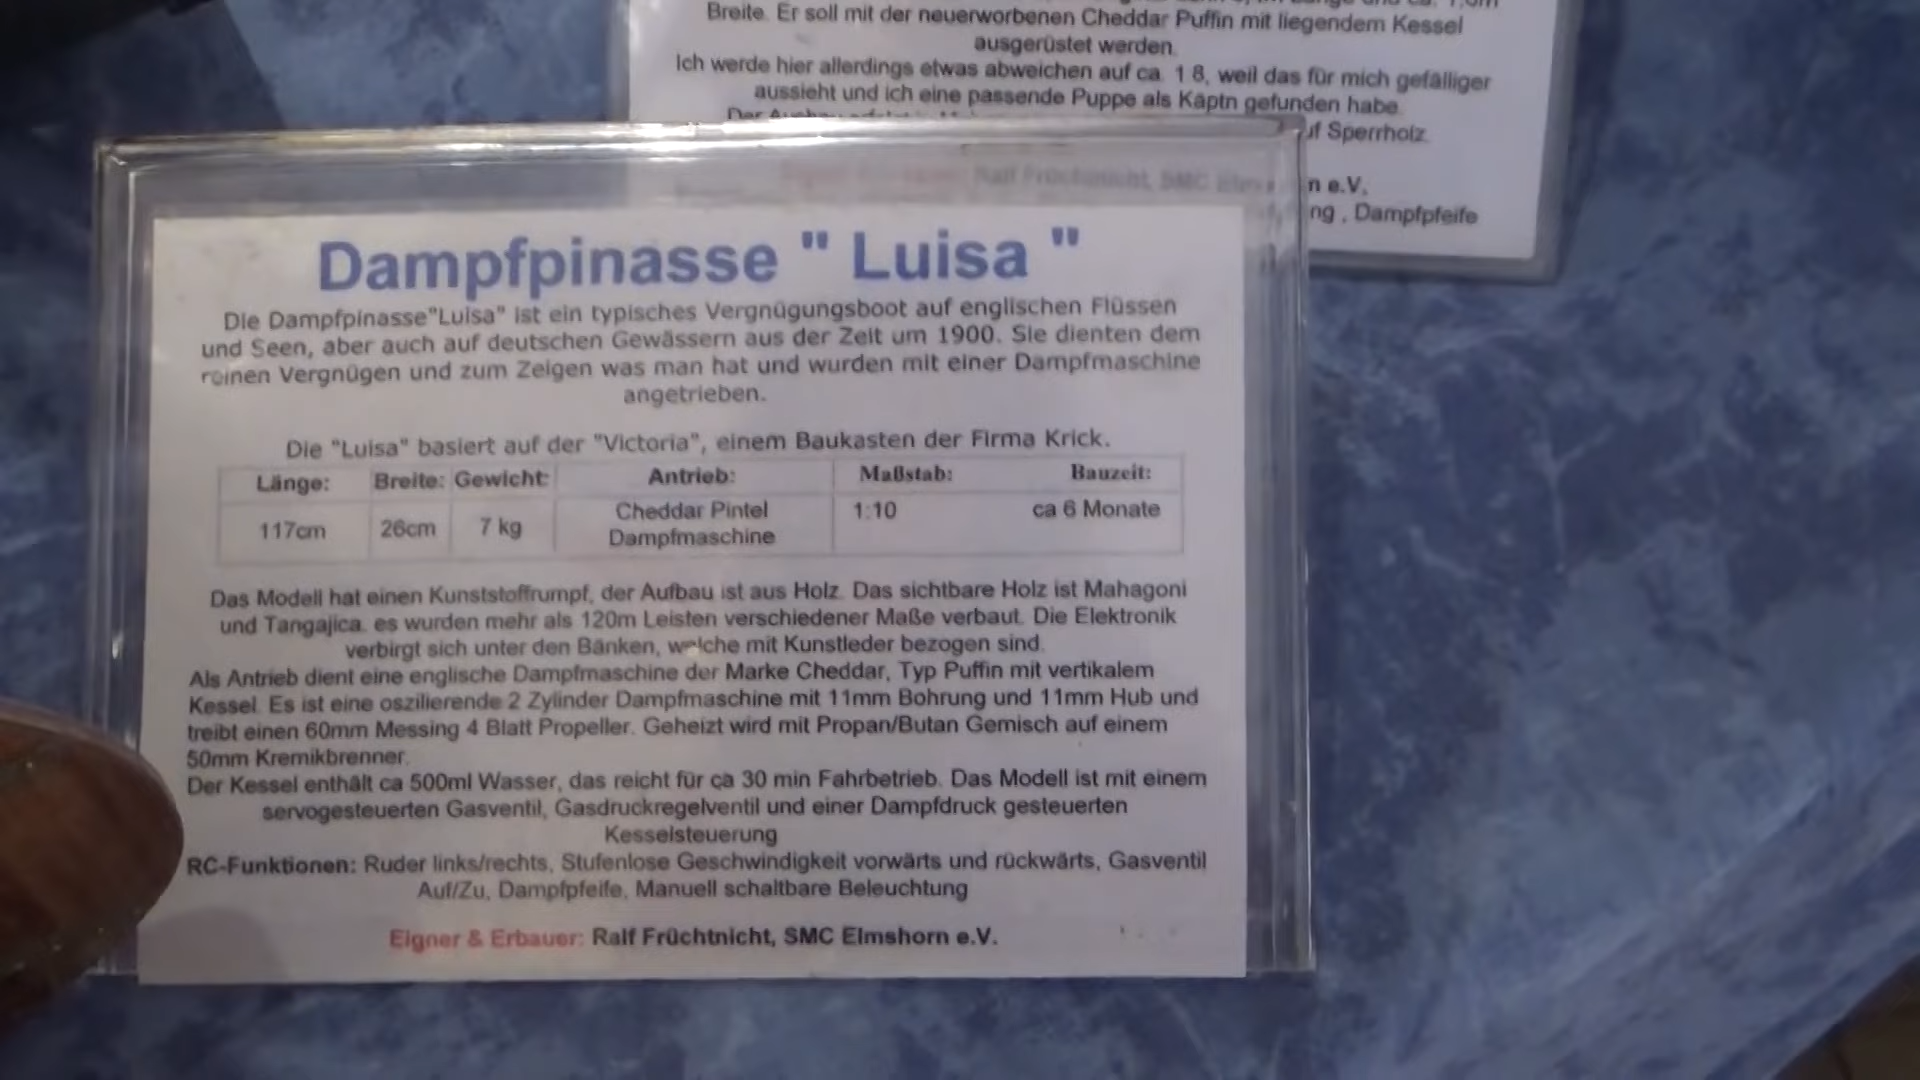 Breite. Er soll mit der neuerworbenen Cheddar Puffin mit liegendem Kessel
ausgerüstet werden.
Ich werde hier allerdings etwas abweichen auf ca. 1 8, weil das für mich gefälliger
aussieht und ich eine passende Puppe als Käptn gefunden habe.
Der
uf Sperrholz.
Ralf Früchtnicht, SMC
n e.V.
ng , Dampfpfeife
Dampfpinasse " Luisa "
Die Dampfpinasse"Luisa" ist ein typisches Vergnügungsboot auf englischen Flüssen
und Seen, aber auch auf deutschen Gewässern aus der Zeit um 1900. Sie dienten dem
reinen Vergnügen und zum Zeigen was man hat und wurden mit einer Dampfmaschine
angetrieben.
Die "Luisa" basiert auf der "Victoria", einem Baukasten der Firma Krick.
Länge: Breite: Gewicht: Antrieb: Maßstab: Bauzeit:
117cm 26cm 7 kg Cheddar Pintel 1:10 ca 6 Monate
Dampfmaschine
Das Modell hat einen Kunststoffrumpf, der Aufbau ist aus Holz. Das sichtbare Holz ist Mahagoni
und Tangajica. es wurden mehr als 120m Leisten verschiedener Maße verbaut. Die Elektronik
verbirgt sich unter den Bänken, welche mit Kunstleder bezogen sind.
Als Antrieb dient eine englische Dampfmaschine der Marke Cheddar, Typ Puffin mit vertikalem
Kessel. Es ist eine oszilierende 2 Zylinder Dampfmaschine mit 11mm Bohrung und 11mm Hub und
treibt einen 60mm Messing 4 Blatt Propeller. Geheizt wird mit Propan/Butan Gemisch auf einem
50mm Kremikbrenner.
Der Kessel enthält ca 500ml Wasser, das reicht für ca 30 min Fahrbetrieb. Das Modell ist mit einem
servogesteuerten Gasventil, Gasdruckregelventil und einer Dampfdruck gesteuerten
Kesselsteuerung
RC-Funktionen: Ruder links/rechts, Stufenlose Geschwindigkeit vorwärts und rückwärts, Gasventil
Auf/Zu, Dampfpfeife, Manuell schaltbare Beleuchtung
Eigner & Erbauer: Ralf Früchtnicht, SMC Elmshorn e.V.